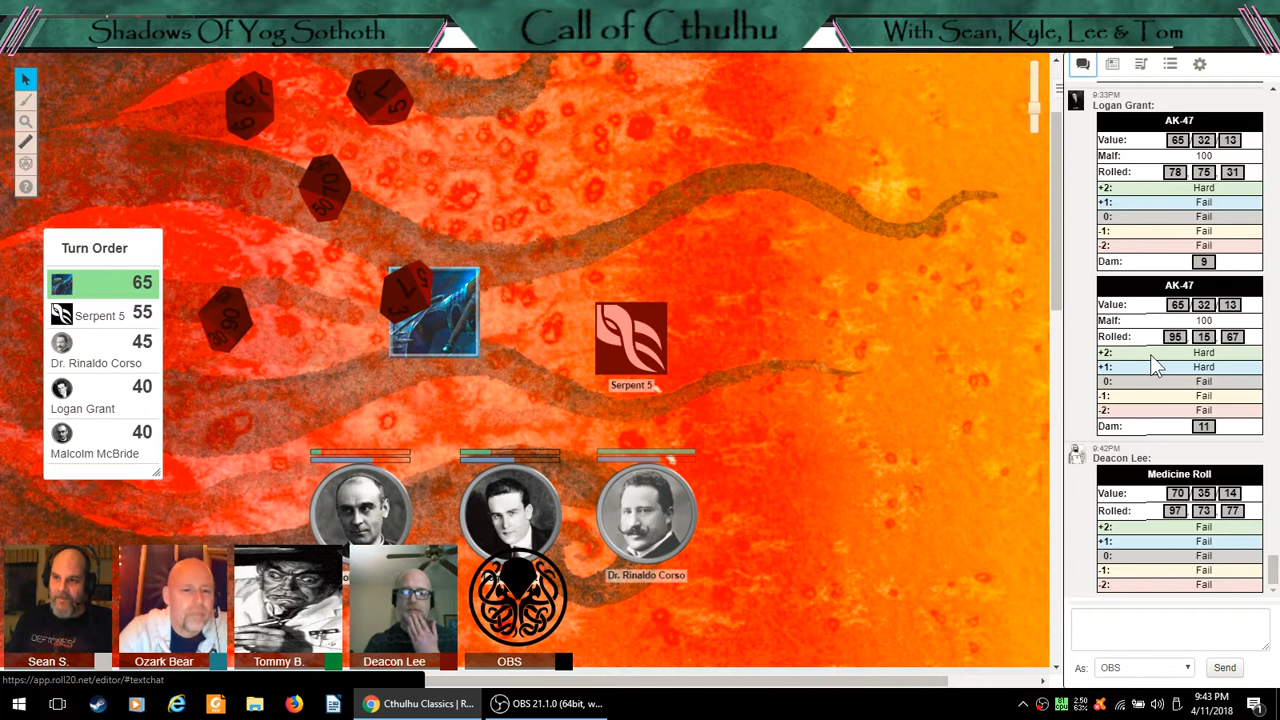 Shadows Of Yog Sothoth
Call of Cthulhu
With Sean, Kyle, Lee & Tom
Turn Order
65
Serpent 5 55
45
Dr. Rinaldo Corso
40
Logan Grant
40
Malcolm McBride
Serpent 5
Dr. Rinaldo Corso
DEFTONES
Sean S.
Ozark Bear
Tommy B.
Deacon Lee
OBS
https://app.roll20.net/editor/#textchat
9:33PM
Logan Grant:
AK-47
Value: 65 32 13
Malf: 100
Rolled: 78 75 31
+2: Hard
+1: Fail
0: Fail
-1: Fail
-2: Fail
Dam: 9
AK-47
Value: 65 32 13
Malf: 100
Rolled: 95 15 67
+2: Hard
+1: Hard
0: Fail
-1: Fail
-2: Fail
Dam: 11
9:42PM
Deacon Lee:
Medicine Roll
Value: 70 35 14
Rolled: 97 73 77
+2: Fail
+1: Fail
0: Fail
-1: Fail
-2: Fail
As: OBS Send
Cthulhu Classics | R...
OBS 21.1.0 (64bit, w...
2.50
63%
9:43 PM
4/11/2018